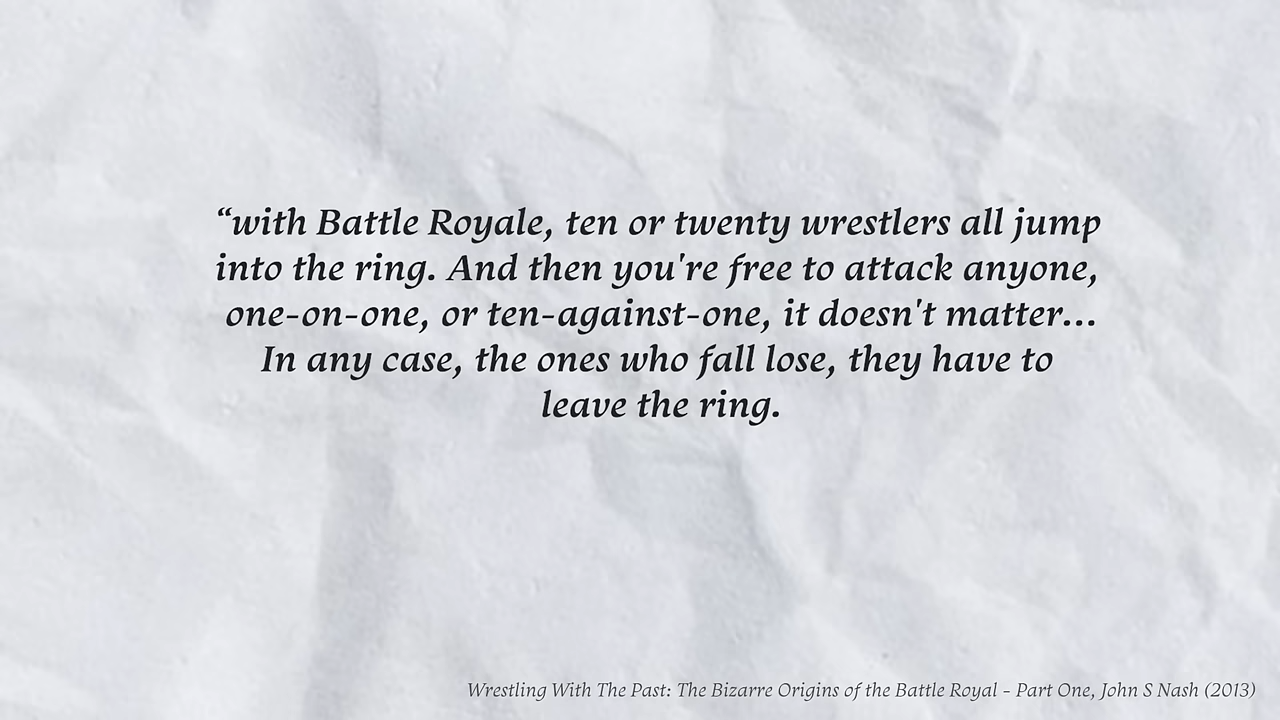 “with Battle Royale, ten or twenty wrestlers all jump
into the ring. And then you're free to attack anyone,
one-on-one, or ten-against-one, it doesn't matter...
In any case, the ones who fall lose, they have to
leave the ring.
Wrestling With The Past: The Bizarre Origins of the Battle Royal - Part One, John S Nash (2013)